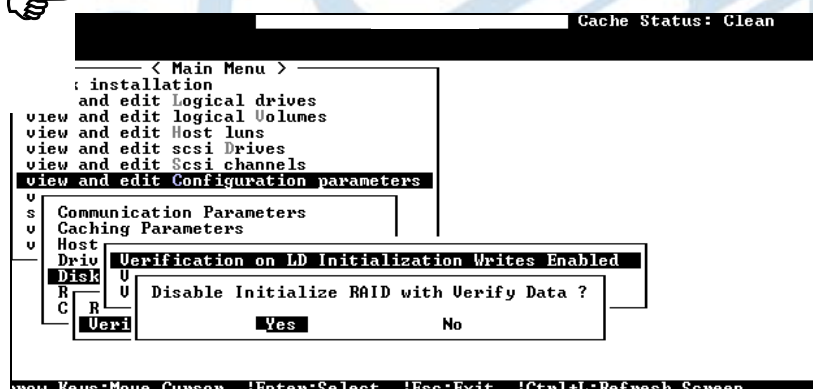 Cache Status: Clean
< Main Menu >
installation
and edit Logical drives
view and edit logical Volumes
view and edit Host luns
view and edit scsi Drives
view and edit Scsi channels
view and edit Configuration parameters
v
s Communication Parameters
v Caching Parameters
v Host
Driv Verification on LD Initialization Writes Enabled
Disk V
R V Disable Initialize RAID with Verify Data ?
C R
Veri Yes No
Keys:Move Cursor |Enter:Select |Esc:Exit |Ctrl+L:Refresh Screen